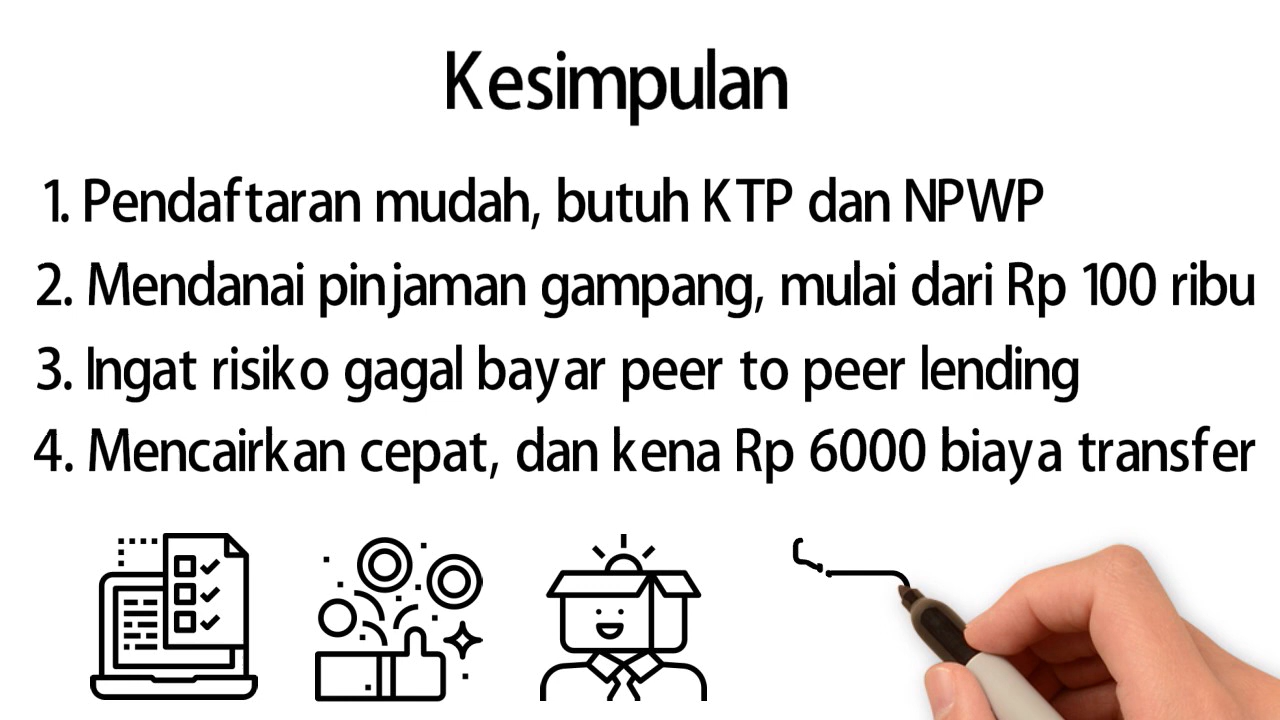 Kesimpulan
1. Pendaftaran mudah, butuh KTP dan NPWP
2. Mendanai pinjaman gampang, mulai dari Rp 100 ribu
3. Ingat risiko gagal bayar peer to peer lending
4. Mencairkan cepat, dan kena Rp 6000 biaya transfer